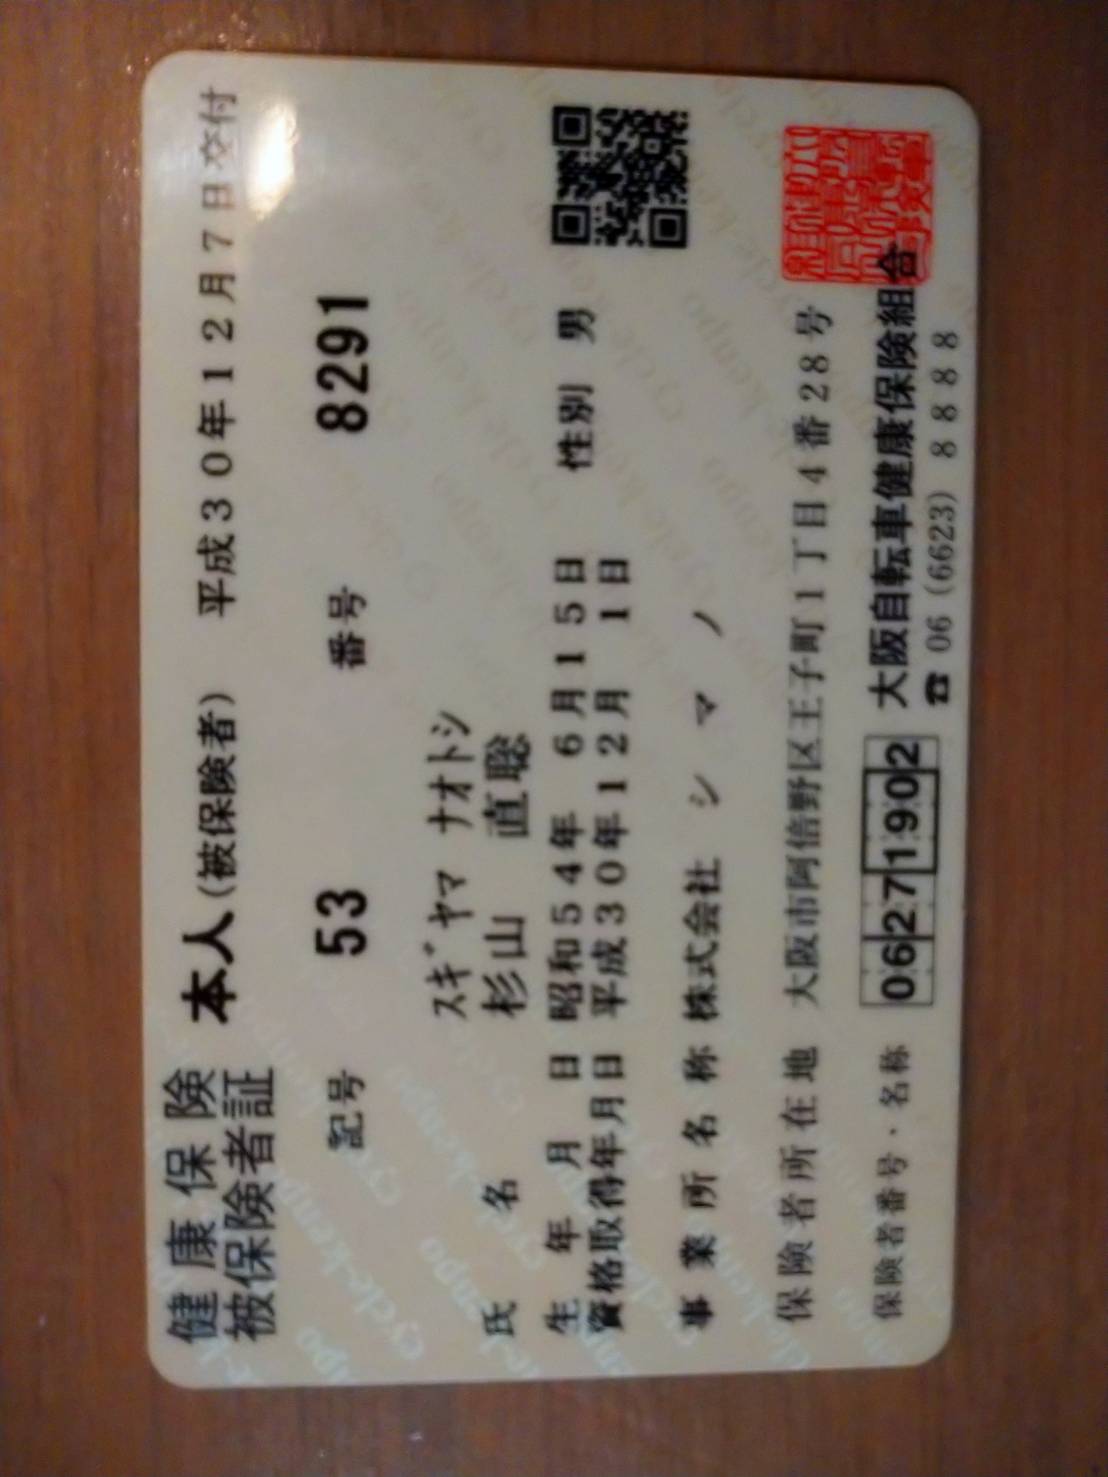 健康保険
被保険者証
本人(被保険者) 平成30年12月7日交付
記号 53 番号 8291
スギヤマ ナオトシ
氏名 杉山 直聡
生年月日 昭和54年 6月15日 性別 男
資格取得年月日 平成30年12月 1日
事業所名称 株式会社 シマノ
保険者所在地 大阪市阿倍野区王子町1丁目4番28号
保険者番号・名称 06271902 大阪自転車健康保険組合
☎ 06 (6623) 8888